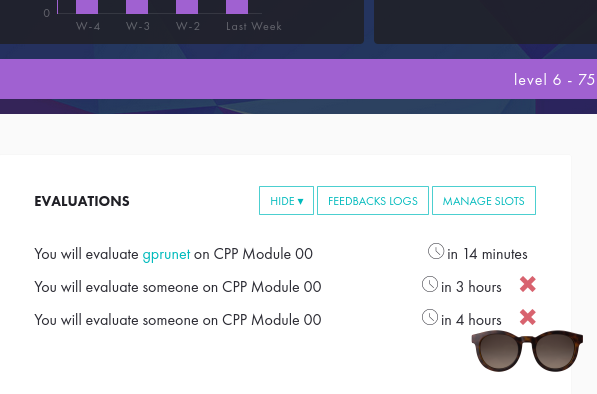 0
W-4 W-3 W-2 Last Week
level 6 - 75
EVALUATIONS HIDE ▾ FEEDBACKS LOGS MANAGE SLOTS
You will evaluate gprunet on CPP Module 00 in 14 minutes
You will evaluate someone on CPP Module 00 in 3 hours
You will evaluate someone on CPP Module 00 in 4 hours